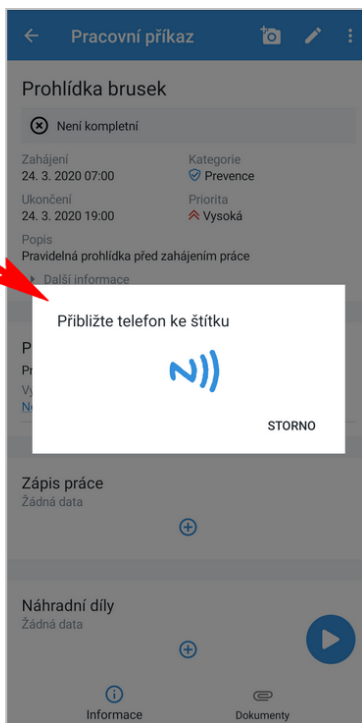 Pracovní příkaz
Prohlídka brusek
Není kompletní
Zahájení
24. 3. 2020 07:00
Kategorie
Prevence
Ukončení
24. 3. 2020 19:00
Priorita
Vysoká
Popis
Pravidelná prohlídka před zahájením práce
Další informace
Přibližte telefon ke štítku
STORNO
Zápis práce
Žádná data
Náhradní díly
Žádná data
Informace
Dokumenty